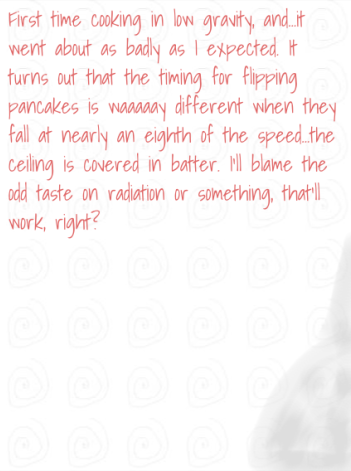 First time cooking in low gravity, and...it
went about as badly as I expected. It
turns out that the timing for flipping
pancakes is waaaaay different when they
fall at nearly an eighth of the speed...the
ceiling is covered in batter. I'll blame the
odd taste on radiation or something, that'll
work, right?